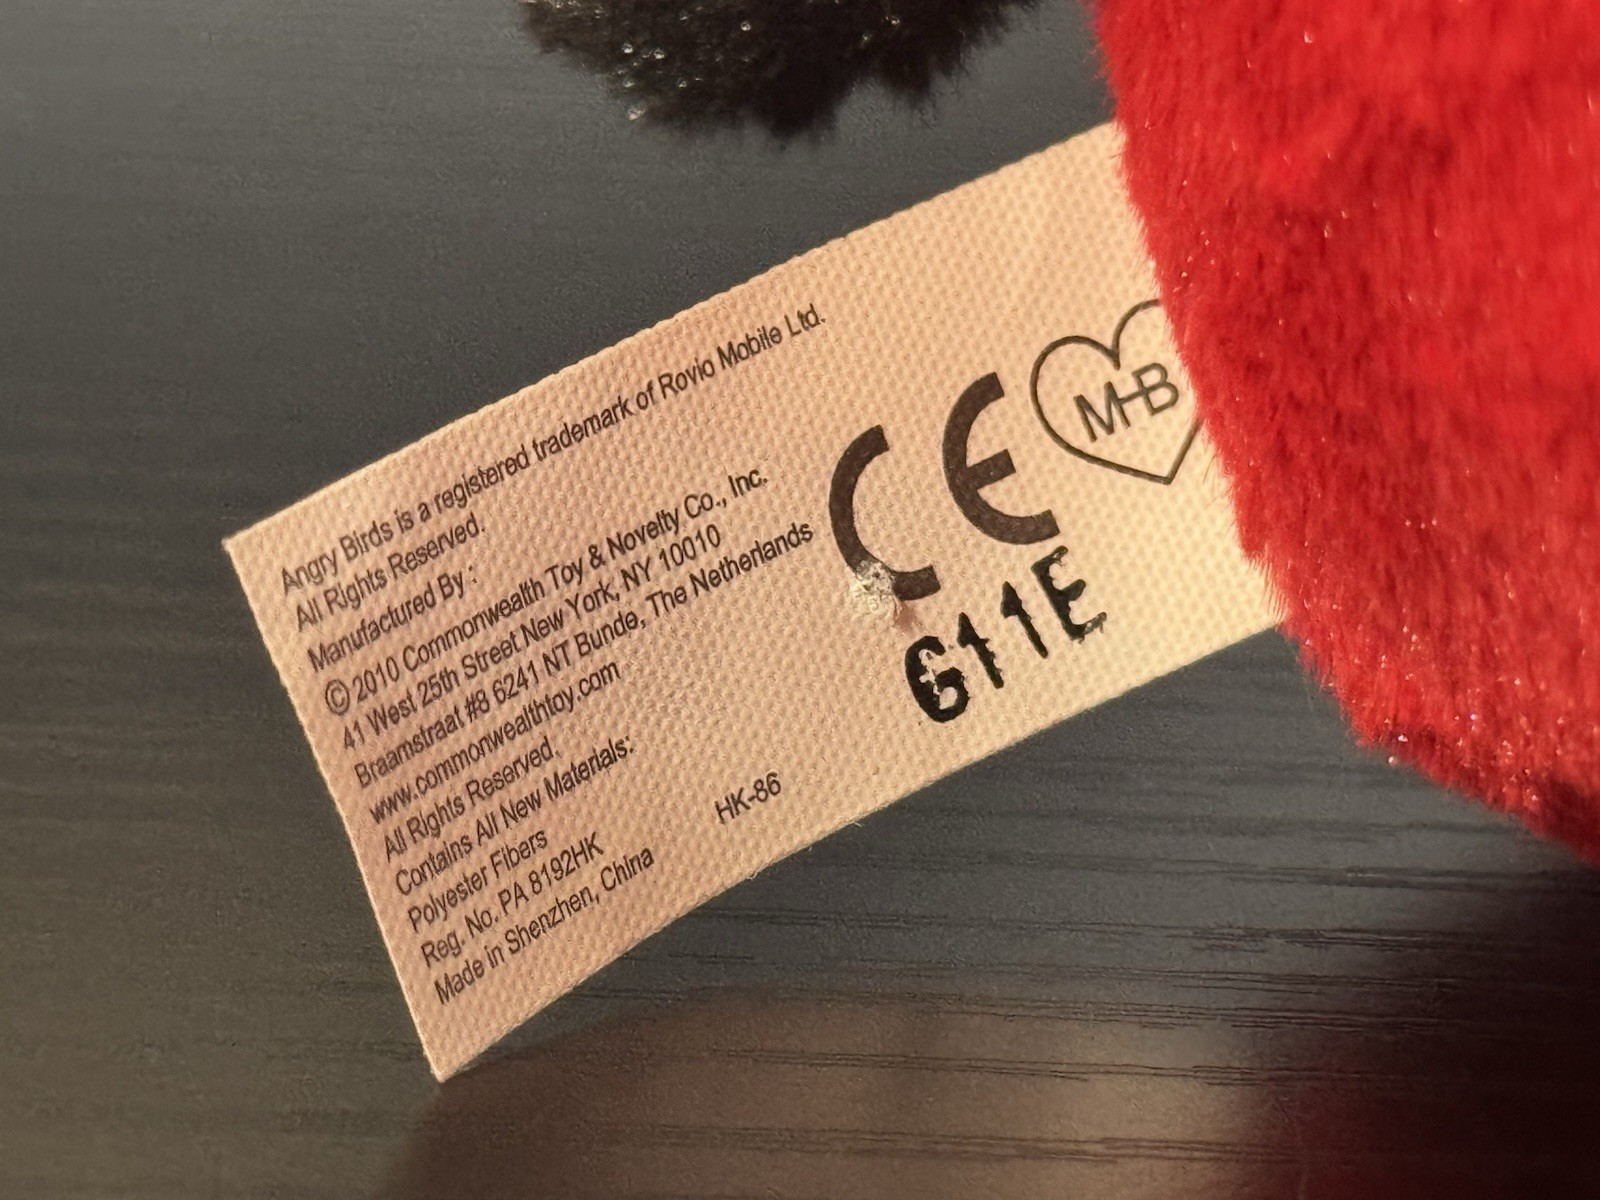 Angry Birds is a registered trademark of Rovio Mobile Ltd.
All Rights Reserved.
Manufactured By :
© 2010 Commonwealth Toy & Novelty Co., Inc.
41 West 25th Street New York, NY 10010
Braamstraat #8 6241 NT Bunde, The Netherlands
www.commonwealthtoy.com
All Rights Reserved.
Contains All New Materials:
Polyester Fibers
Reg. No. PA 8192HK
Made in Shenzhen, China
HK-86
CE
611E
M-B